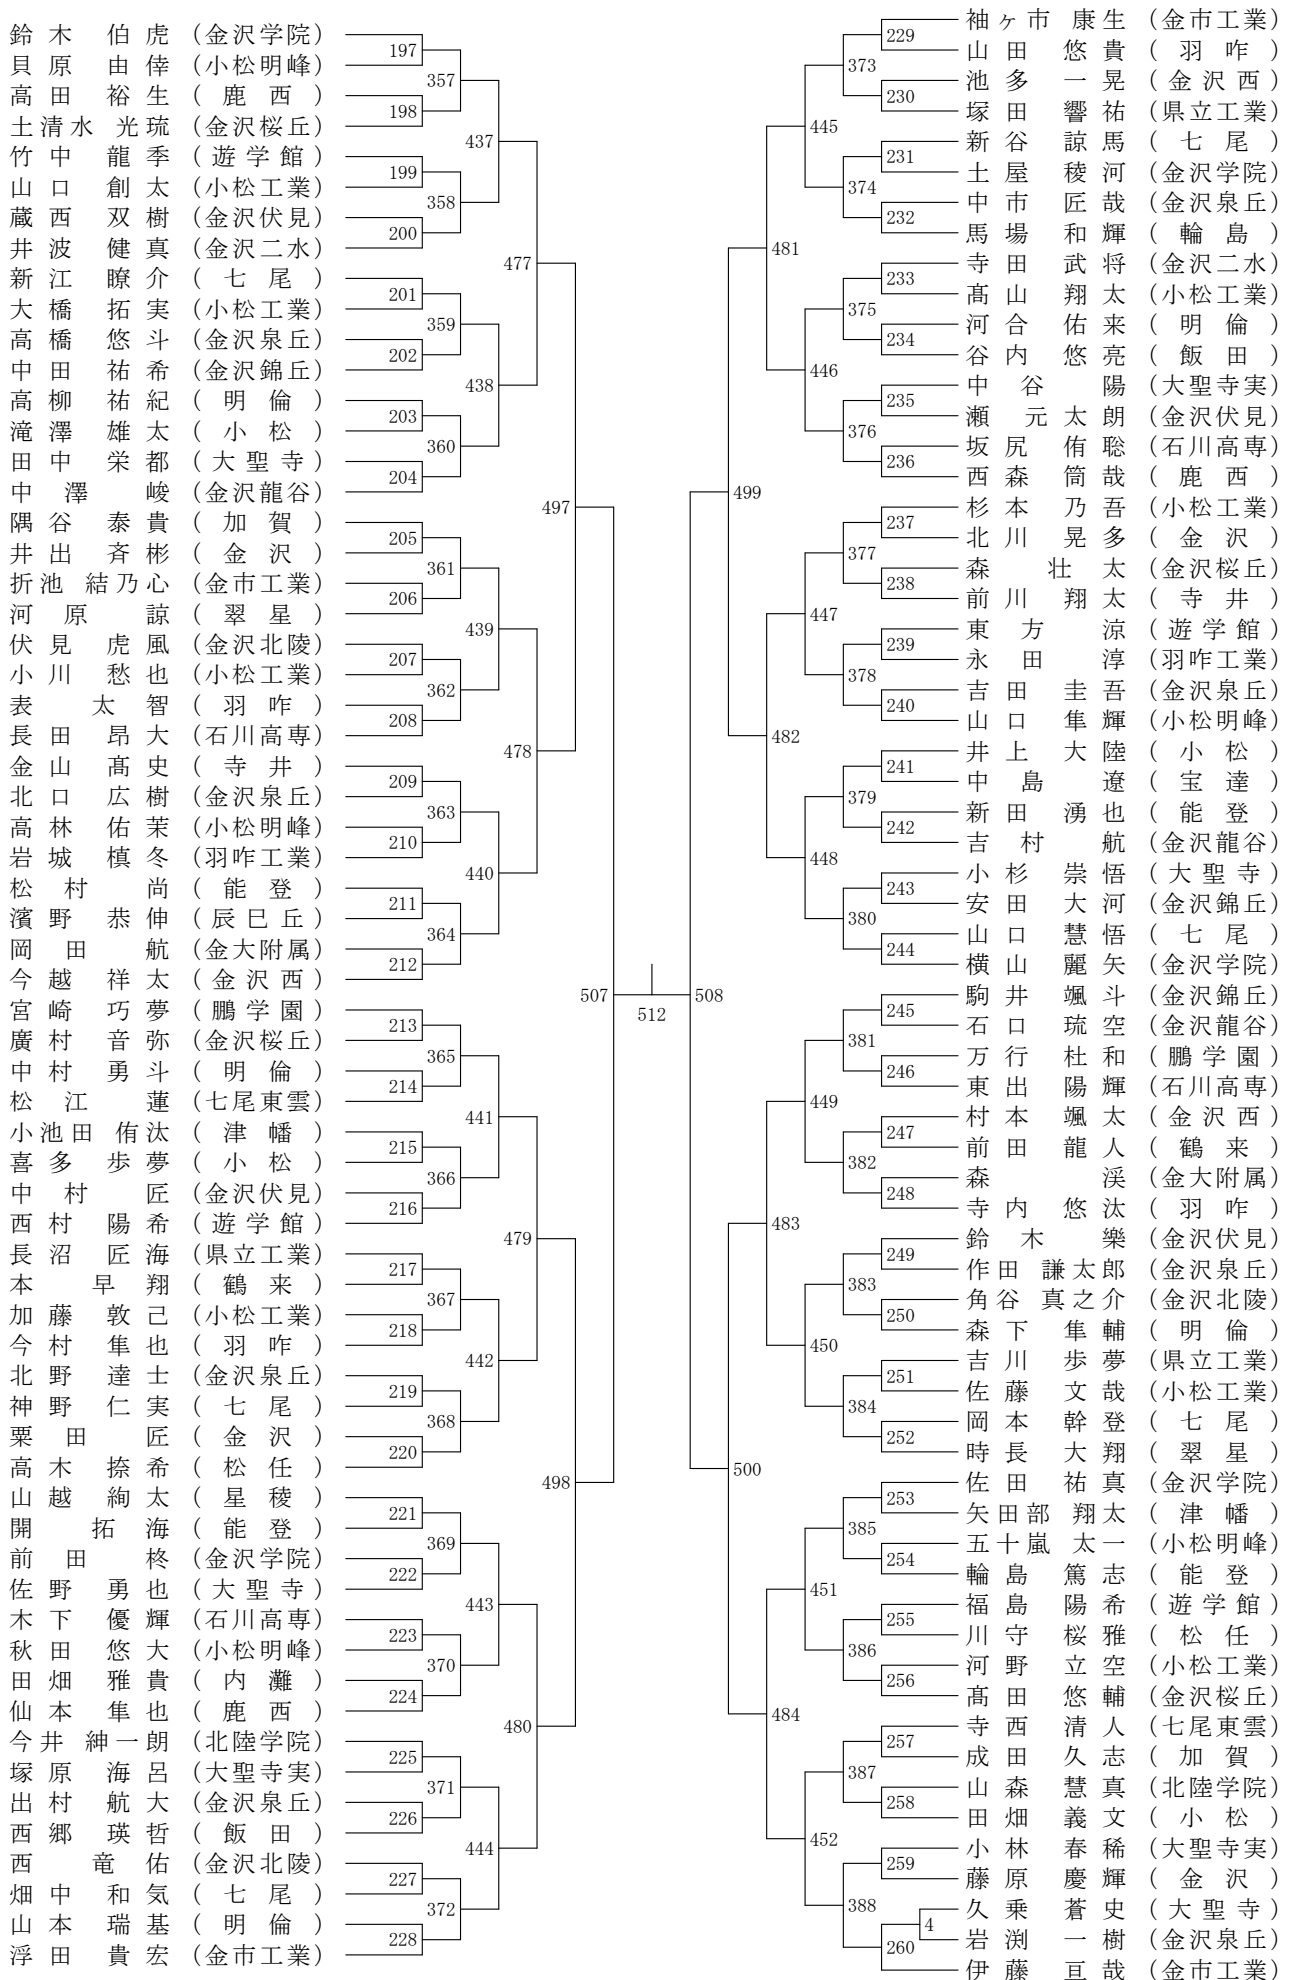 鈴木 伯虎 (金沢学院)
貝原 由倖 (小松明峰)
高田 裕生 (鹿西)
土清水 光琉 (金沢桜丘)
竹中 龍季 (遊学館)
山口 創太 (小松工業)
蔵西 双樹 (金沢伏見)
井波 健真 (金沢二水)
新江 瞭介 (七尾)
大橋 拓実 (小松工業)
高橋 悠斗 (金沢泉丘)
中田 祐希 (金沢錦丘)
高柳 祐紀 (明倫)
滝澤 雄太 (小松)
田中 栄都 (大聖寺)
中澤 峻 (金沢龍谷)
隅谷 泰貴 (加賀)
井出 斉彬 (金沢)
折池 結乃心 (金市工業)
河原 諒 (翠星)
伏見 虎風 (金沢北陵)
小川 愁也 (小松工業)
表 太智 (羽咋)
長田 昂大 (石川高専)
金山 髙史 (寺井)
北口 広樹 (金沢泉丘)
高林 佑茉 (小松明峰)
岩城 槙冬 (羽咋工業)
松村 尚 (能登)
濱野 恭伸 (辰巳丘)
岡田 航 (金大附属)
今越 祥太 (金沢西)
宮崎 巧夢 (鵬学園)
廣村 音弥 (金沢桜丘)
中村 勇斗 (明倫)
松江 蓮 (七尾東雲)
小池田 侑汰 (津幡)
喜多 歩夢 (小松)
中村 匠 (金沢伏見)
西村 陽希 (遊学館)
長沼 匠海 (県立工業)
本 早翔 (鶴来)
加藤 敦己 (小松工業)
今村 隼也 (羽咋)
北野 達士 (金沢泉丘)
神野 仁実 (七尾)
栗田 匠 (金沢)
高木 捺希 (松任)
山越 絢太 (星稜)
開 拓海 (能登)
前田 柊 (金沢学院)
佐野 勇也 (大聖寺)
木下 優輝 (石川高専)
秋田 悠大 (小松明峰)
田畑 雅貴 (内灘)
仙本 隼也 (鹿西)
今井 紳一朗 (北陸学院)
塚原 海呂 (大聖寺実)
出村 航大 (金沢泉丘)
西郷 瑛哲 (飯田)
西 竜佑 (金沢北陵)
畑中 和気 (七尾)
山本 瑞基 (明倫)
浮田 貴宏 (金市工業)
197
198
199
200
201
202
203
204
205
206
207
208
209
210
211
212
213
214
215
216
217
218
219
220
221
222
223
224
225
226
227
228
357
358
359
360
361
362
363
364
365
366
367
368
369
370
371
372
437
438
439
440
441
442
443
444
477
478
479
480
497
498
507
512
508
499
500
481
482
483
484
445
446
447
448
449
450
451
452
373
374
375
376
377
378
379
380
381
382
383
384
385
386
387
388
229
230
231
232
233
234
235
236
237
238
239
240
241
242
243
244
245
246
247
248
249
250
251
252
253
254
255
256
257
258
259
4
260
袖ヶ市 康生 (金市工業)
山田 悠貴 (羽咋)
池多 一晃 (金沢西)
塚田 響祐 (県立工業)
新谷 諒馬 (七尾)
土屋 稜河 (金沢学院)
中市 匠哉 (金沢泉丘)
馬場 和輝 (輪島)
寺田 武将 (金沢二水)
髙山 翔太 (小松工業)
河合 佑来 (明倫)
谷内 悠亮 (飯田)
中谷 陽 (大聖寺実)
瀬 元太朗 (金沢伏見)
坂尻 侑聡 (石川高専)
西森 筒哉 (鹿西)
杉本 乃吾 (小松工業)
北川 晃多 (金沢)
森 壮太 (金沢桜丘)
前川 翔太 (寺井)
東方 涼 (遊学館)
永田 淳 (羽咋工業)
吉田 圭吾 (金沢泉丘)
山口 隼輝 (小松明峰)
井上 大陸 (小松)
中島 遼 (宝達)
新田 湧也 (能登)
吉村 航 (金沢龍谷)
小杉 崇悟 (大聖寺)
安田 大河 (金沢錦丘)
山口 慧悟 (七尾)
横山 麗矢 (金沢学院)
駒井 颯斗 (金沢錦丘)
石口 琉空 (金沢龍谷)
万行 杜和 (鵬学園)
東出 陽輝 (石川高専)
村本 颯太 (金沢西)
前田 龍人 (鶴来)
森 渓 (金大附属)
寺内 悠汰 (羽咋)
鈴木 樂 (金沢伏見)
作田 謙太郎 (金沢泉丘)
角谷 真之介 (金沢北陵)
森下 隼輔 (明倫)
吉川 歩夢 (県立工業)
佐藤 文哉 (小松工業)
岡本 幹登 (七尾)
時長 大翔 (翠星)
佐田 祐真 (金沢学院)
矢田部 翔太 (津幡)
五十嵐 太一 (小松明峰)
輪島 篤志 (能登)
福島 陽希 (遊学館)
川守 桜雅 (松任)
河野 立空 (小松工業)
髙田 悠輔 (金沢桜丘)
寺西 清人 (七尾東雲)
成田 久志 (加賀)
山森 慧真 (北陸学院)
田畑 義文 (小松)
小林 春稀 (大聖寺実)
藤原 慶輝 (金沢)
久乗 蒼史 (大聖寺)
岩渕 一樹 (金沢泉丘)
伊藤 亘哉 (金市工業)